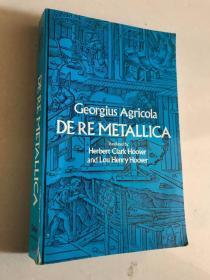 Georgius Agricola
DE RE METALLICA
Translated by
Herbert Clark Hoover
and Lou Henry Hoover
DE RE METALLICA